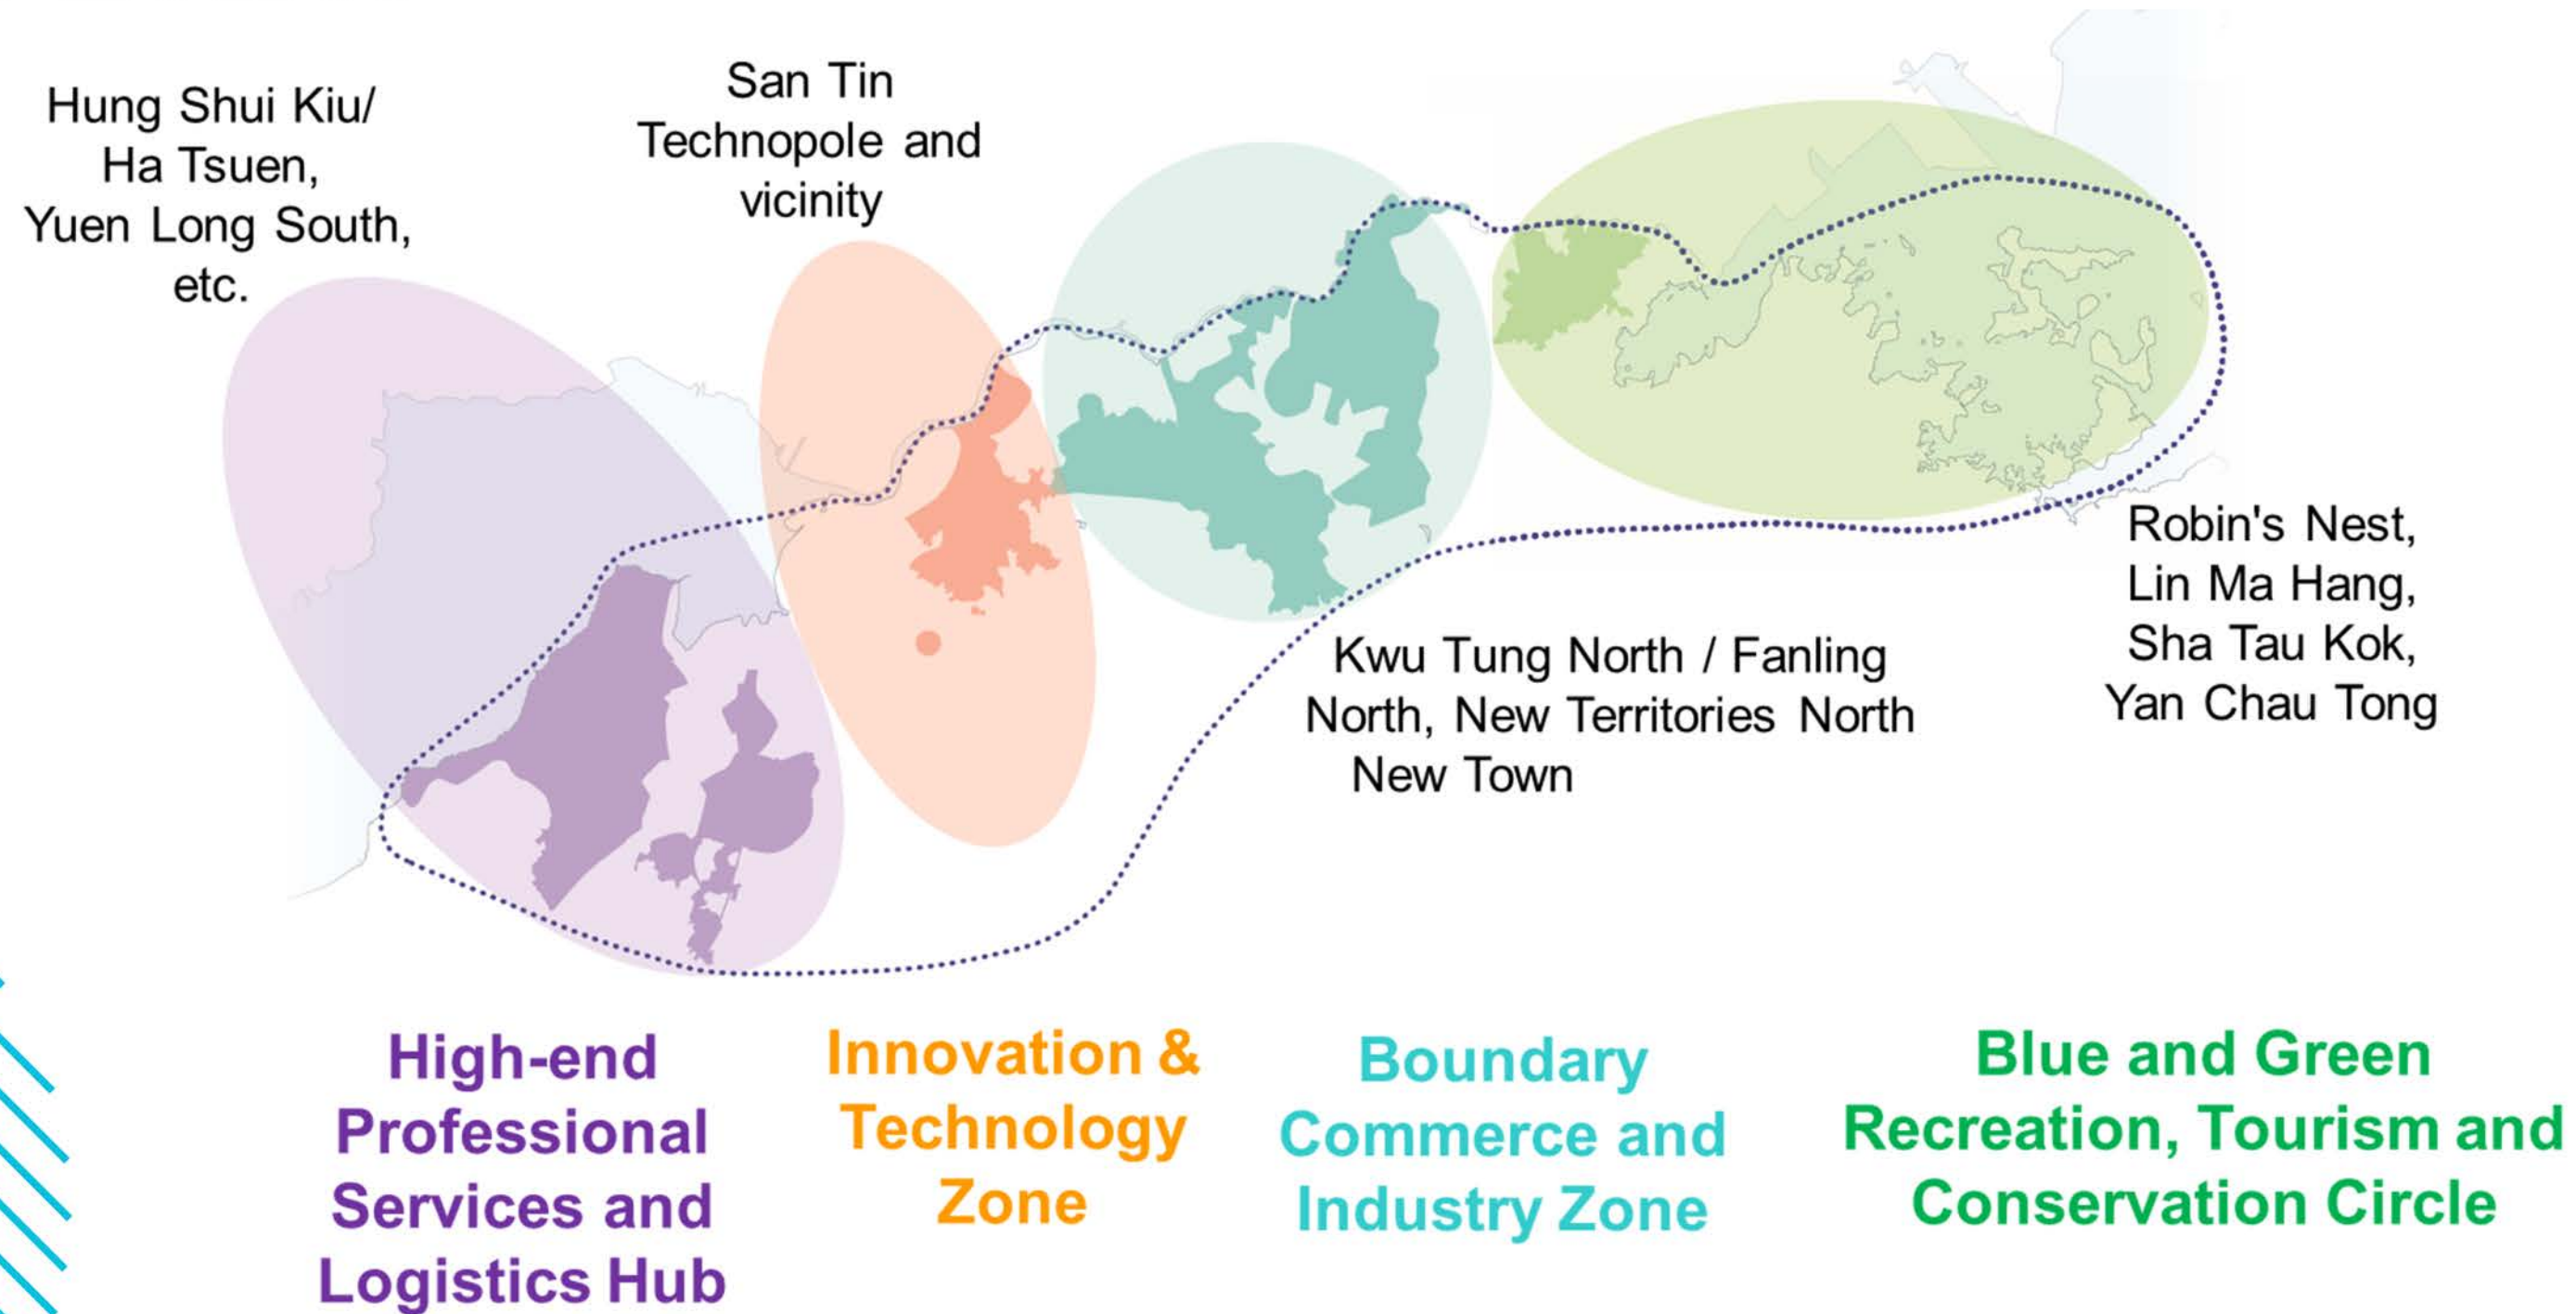 Hung Shui Kiu/
Ha Tsuen,
Yuen Long South,
etc.
San Tin
Technopole and
vicinity
Kwu Tung North / Fanling
North, New Territories North
New Town
Robin's Nest,
Lin Ma Hang,
Sha Tau Kok,
Yan Chau Tong
High-end
Professional
Services and
Logistics Hub
Innovation &
Technology
Zone
Boundary
Commerce and
Industry Zone
Blue and Green
Recreation, Tourism and
Conservation Circle